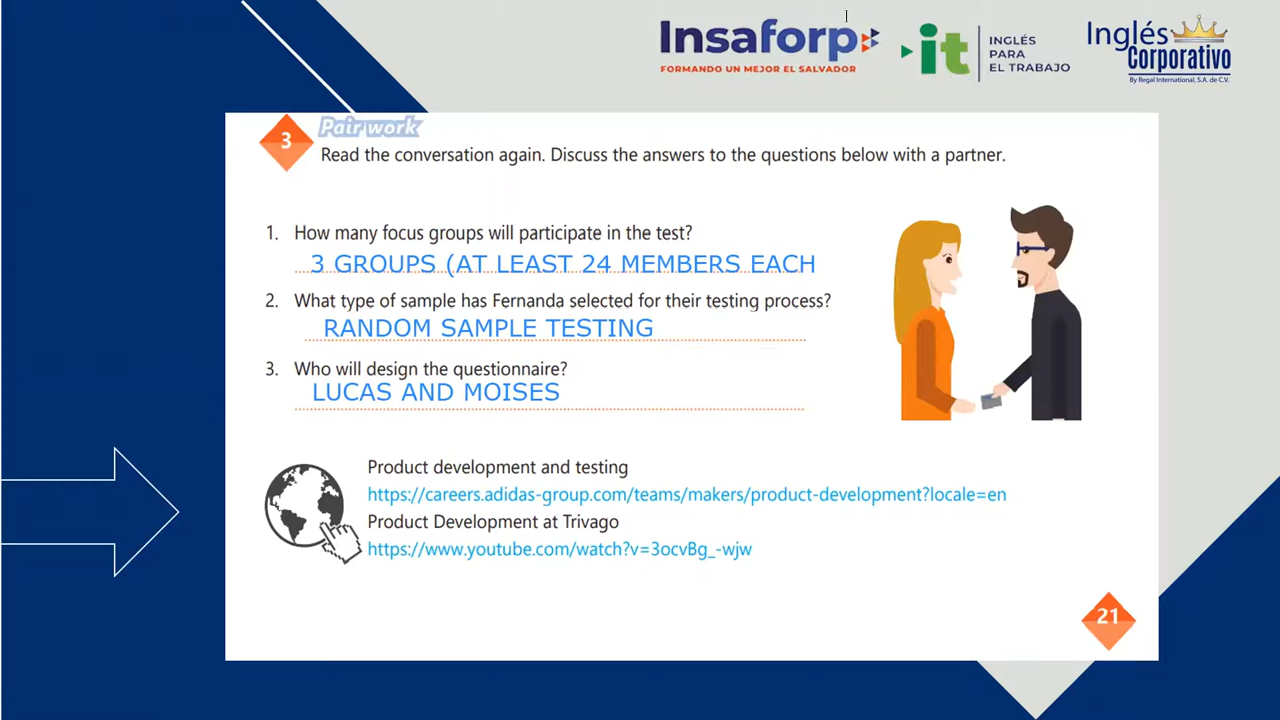 Insaforp
FORMANDO UN MEJOR EL SALVADOR
it
INGLÉS
PARA
EL TRABAJO
Inglés
Corporativo
By Regal International, S.A. de C.V.
3
Pair work
Read the conversation again. Discuss the answers to the questions below with a partner.
1. How many focus groups will participate in the test?
3 GROUPS (AT LEAST 24 MEMBERS EACH
2. What type of sample has Fernanda selected for their testing process?
RANDOM SAMPLE TESTING
3. Who will design the questionnaire?
LUCAS AND MOISES
Product development and testing
https://careers.adidas-group.com/teams/makers/product-development?locale=en
Product Development at Trivago
https://www.youtube.com/watch?v=3ocvBg_-wjw
21